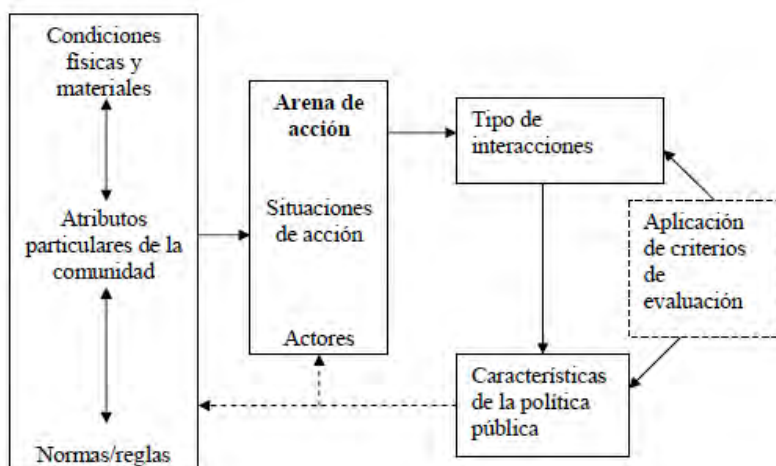 Condiciones
físicas y
materiales
Atributos
particulares de la
comunidad
Normas/reglas
Arena de
acción
Situaciones
de acción
Actores
Tipo de
interacciones
Características
de la política
pública
Aplicación
de criterios
de
evaluación